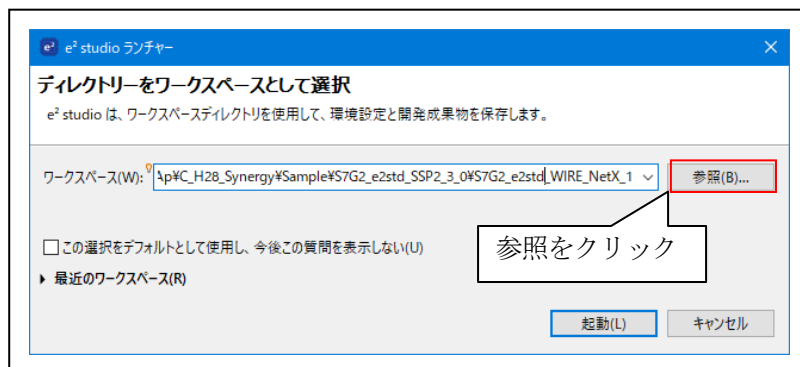 e² studio ランチャー
ディレクトリーをワークスペースとして選択
e² studio は、ワークスペースディレクトリを使用して、環境設定と開発成果物を保存します。
ワークスペース(W): Ap¥C_H28_Synergy¥Sample¥S7G2_e2std_SSP2_3_0¥S7G2_e2std_WIRE_NetX_1 参照(B)...
参照をクリック
この選択をデフォルトとして使用し、今後この質問を表示しない(U)
最近のワークスペース(R)
起動(L) キャンセル